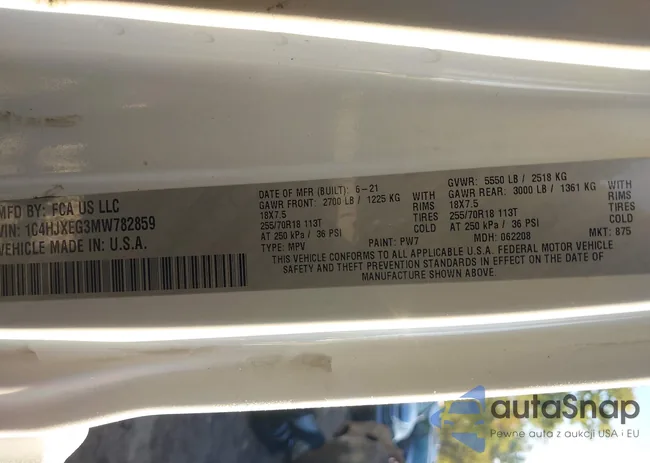 MFD BY: FCA US LLC
VIN: 1C4HJXEG3MW782859
VEHICLE MADE IN U.S.A.
DATE OF MFR (BUILT): 6-21
GAWR FRONT: 2700 LB / 1225 KG WITH
18X7.5 RIMS
255/70R18 113T TIRES
AT 250 kPa / 36 PSI COLD
TYPE: MPV PAINT: PW7
GVWR: 5550 LB / 2518 KG
GAWR REAR: 3000 LB / 1361 KG WITH
18X7.5 RIMS
255/70R18 113T TIRES
AT 250 kPa / 36 PSI COLD
MDH: 062208 MKT: 875
THIS VEHICLE CONFORMS TO ALL APPLICABLE U.S.A. FEDERAL MOTOR VEHICLE
SAFETY AND THEFT PREVENTION STANDARDS IN EFFECT ON THE DATE OF
MANUFACTURE SHOWN ABOVE.
autaSnap
Pewne auta z aukcji USA i EU